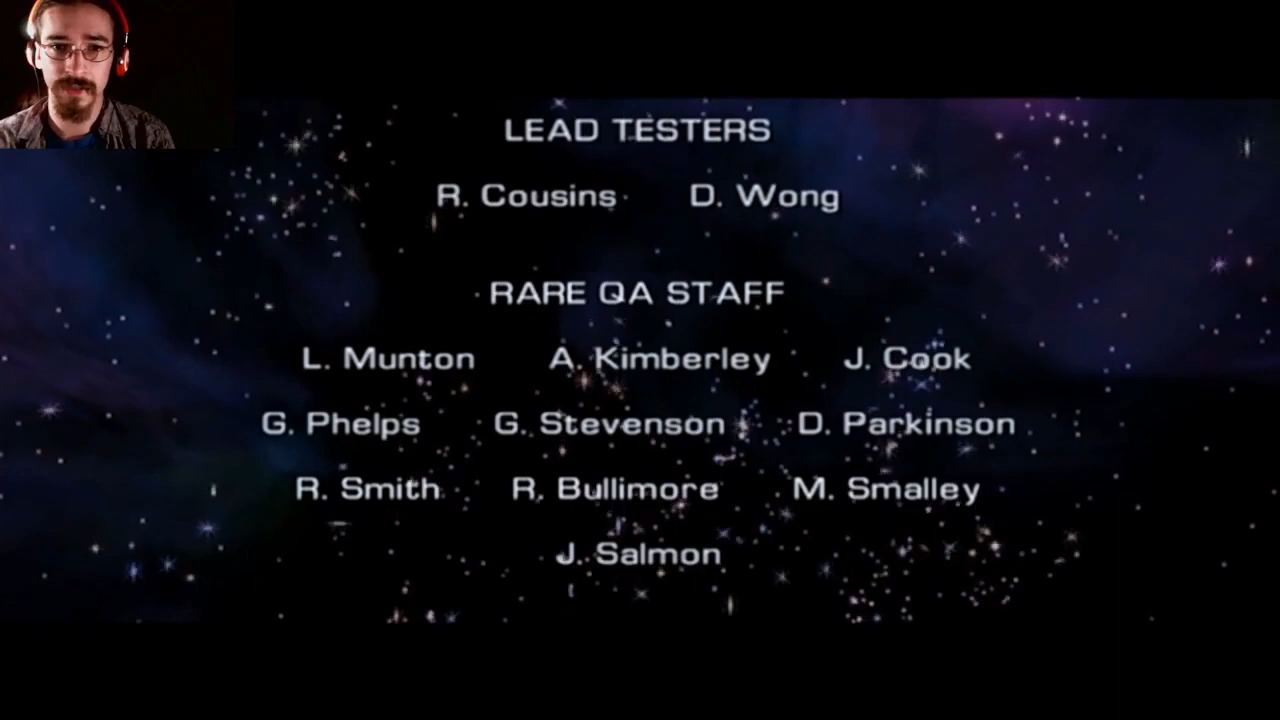 LEAD TESTERS
R. Cousins D. Wong
RARE QA STAFF
L. Munton A. Kimberley J. Cook
G. Phelps G. Stevenson D. Parkinson
R. Smith R. Bullimore M. Smalley
J. Salmon